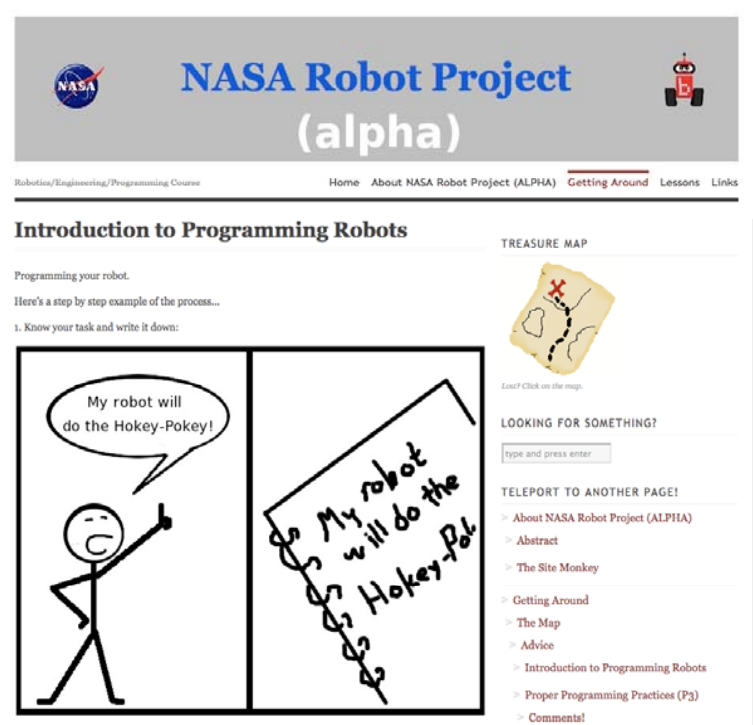 NASA
NASA Robot Project
(alpha)
b
Robotics/Engineering/Programming Course
Home About NASA Robot Project (ALPHA) Getting Around Lessons Links
Introduction to Programming Robots
Programming your robot.
Here's a step by step example of the process...
1. Know your task and write it down:
My robot will
do the Hokey-Pokey!
My robot
will do the
Hokey-Pok
TREASURE MAP
Lost? Click on the map.
LOOKING FOR SOMETHING?
type and press enter
TELEPORT TO ANOTHER PAGE!
> About NASA Robot Project (ALPHA)
> Abstract
> The Site Monkey
> Getting Around
> The Map
> Advice
> Introduction to Programming Robots
> Proper Programming Practices (P3)
> Comments!